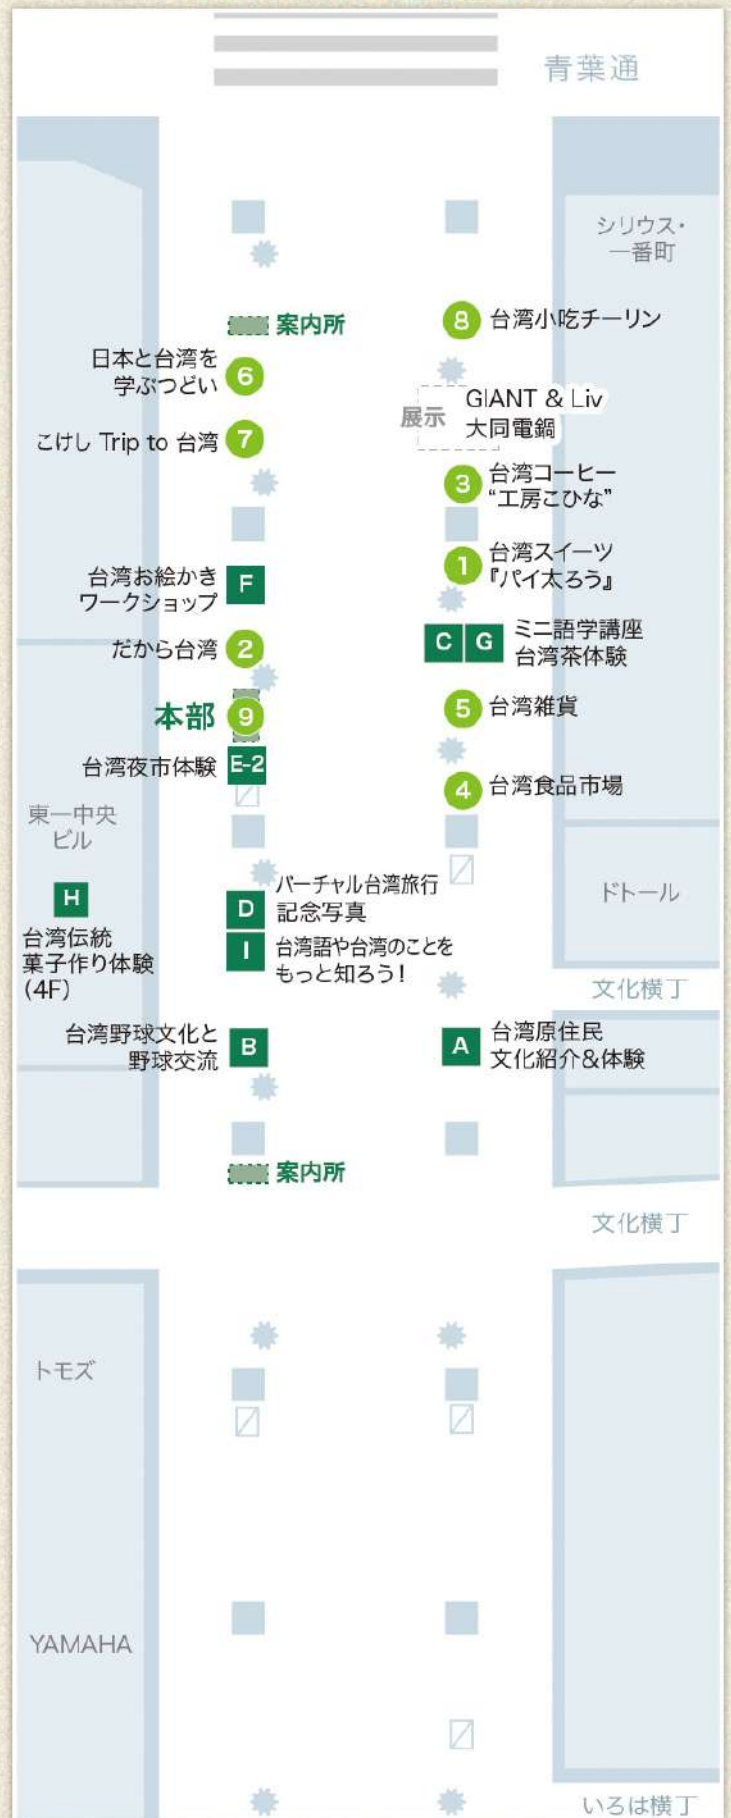 青葉通
シリウス・
一番町
案内所
8 台湾小吃チーリン
日本と台湾を
学ぶつどい
6
GIANT & Liv
展示
大同電鍋
こけし Trip to 台湾 7
3
台湾コーヒー
“工房こひな”
1
台湾スイーツ
『パイ太ろう』
台湾お絵かき
ワークショップ
F
C G
ミニ語学講座
台湾茶体験
だから台湾 2
本部 9
5 台湾雑貨
台湾夜市体験 E-2
4 台湾食品市場
東一中央
ビル
H
台湾伝統
菓子作り体験
(4F)
D
バーチャル台湾旅行
記念写真
I
台湾語や台湾のことを
もっと知ろう!
ドトール
文化横丁
台湾野球文化と
野球交流
B
A
台湾原住民
文化紹介&体験
案内所
文化横丁
トモズ
YAMAHA
いろは横丁